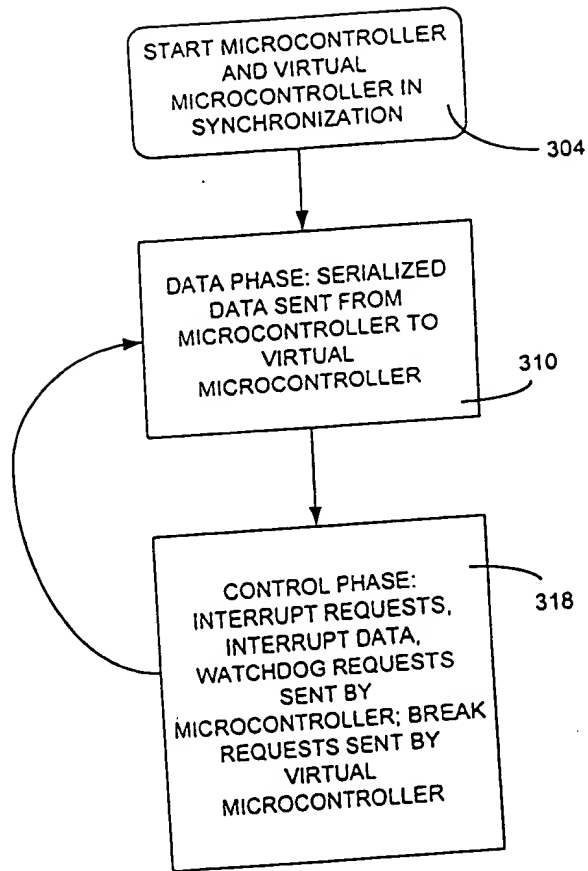 START MICROCONTROLLER
AND VIRTUAL
MICROCONTROLLER IN
SYNCHRONIZATION
304
DATA PHASE: SERIALIZED
DATA SENT FROM
MICROCONTROLLER TO
VIRTUAL
MICROCONTROLLER
310
CONTROL PHASE:
INTERRUPT REQUESTS,
INTERRUPT DATA,
WATCHDOG REQUESTS
SENT BY
MICROCONTROLLER; BREAK
REQUESTS SENT BY
VIRTUAL
MICROCONTROLLER
318